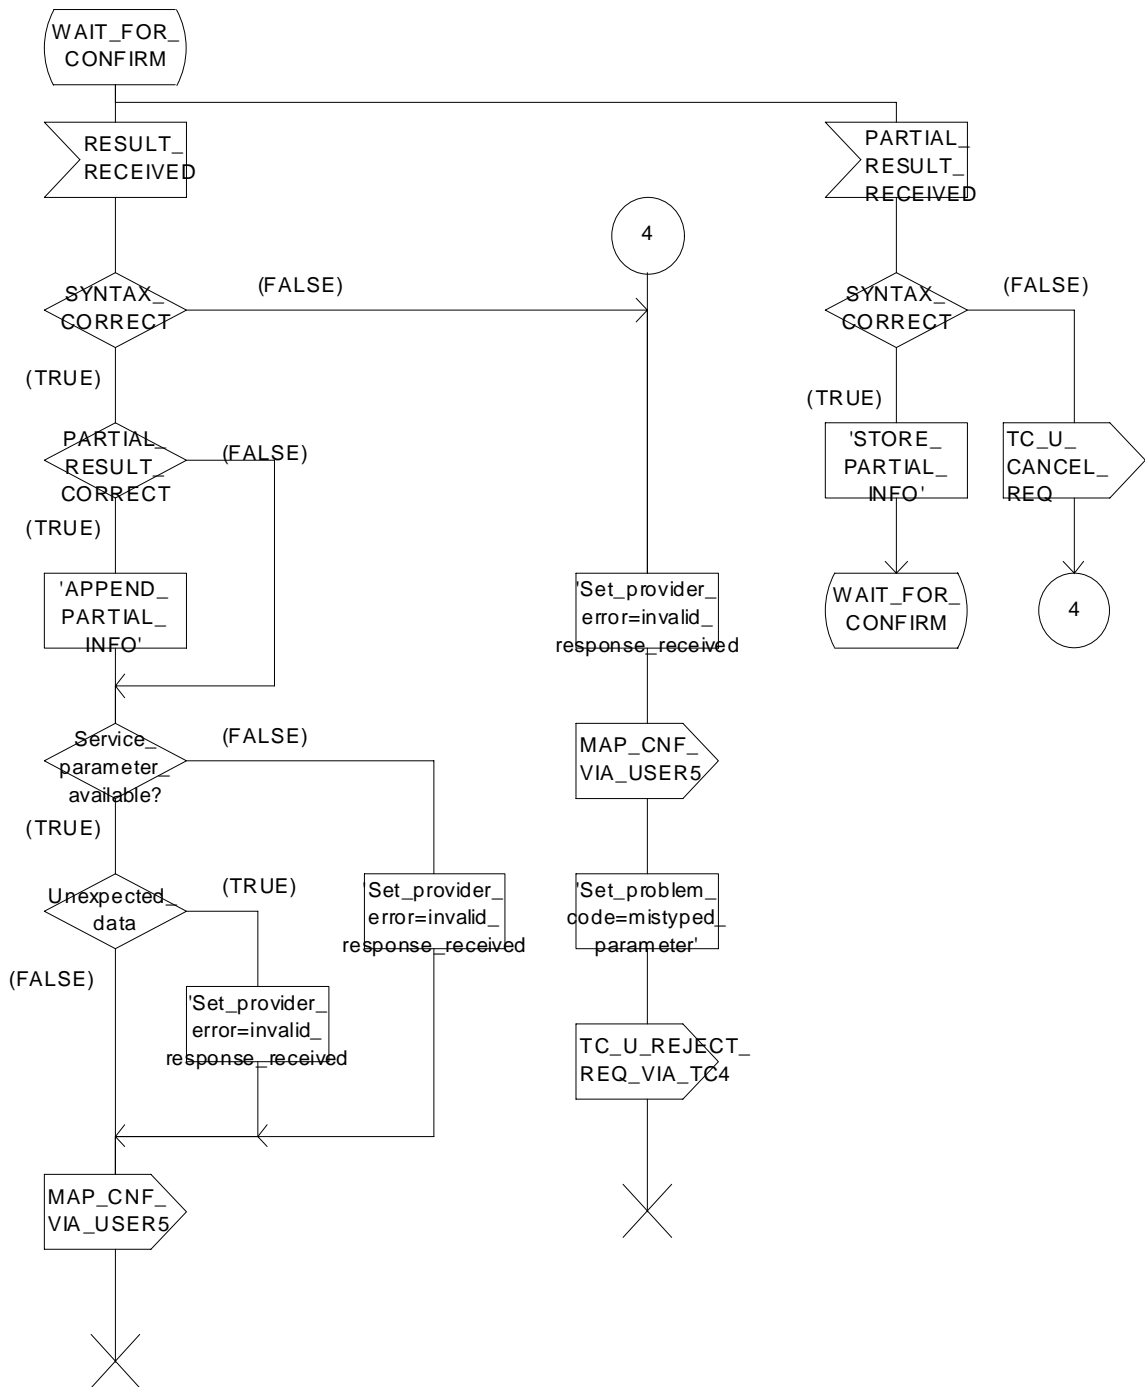 WAIT_FOR_
CONFIRM
RESULT_
RECEIVED
PARTIAL_
RESULT_
RECEIVED
4
SYNTAX_
CORRECT
(FALSE)
SYNTAX_
CORRECT
(FALSE)
(TRUE)
(TRUE)
PARTIAL_
RESULT_
CORRECT
(FALSE)
'STORE_
PARTIAL_
INFO'
TC_U_
CANCEL_
REQ
(TRUE)
'APPEND_
PARTIAL_
INFO'
'Set_provider_
error=invalid_
response_received
WAIT_FOR_
CONFIRM
4
Service_
parameter_
available?
(FALSE)
MAP_CNF_
VIA_USER5
(TRUE)
Unexpected_
data
(TRUE)
'Set_provider_
error=invalid_
response_received
'Set_problem_
code=mistyped_
parameter'
(FALSE)
'Set_provider_
error=invalid_
response_received
TC_U_REJECT_
REQ_VIA_TC4
MAP_CNF_
VIA_USER5